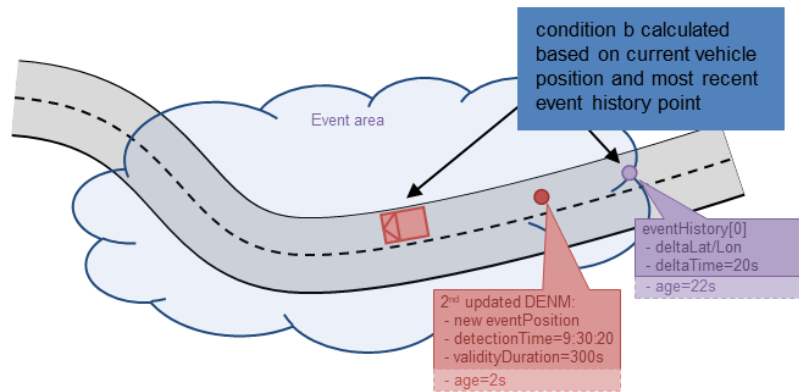 condition b calculated
based on current vehicle
position and most recent
event history point
Event area
eventHistory[0]
- deltaLat/Lon
- deltaTime=20s
- age=22s
2nd updated DENM:
- new eventPosition
- detectionTime=9:30:20
- validityDuration=300s
- age=2s